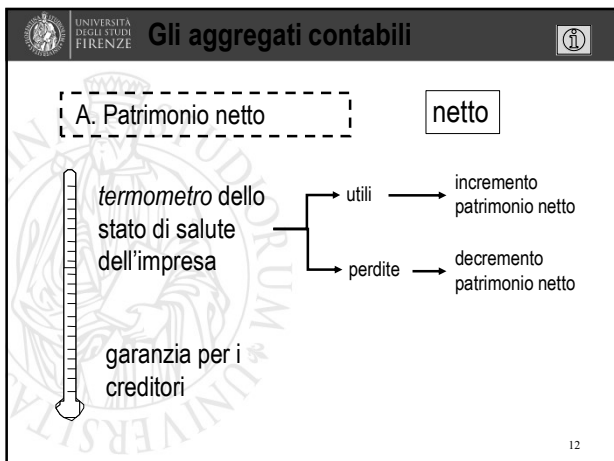 UNIVERSITÀ
DEGLI STUDI
FIRENZE
Gli aggregati contabili
A. Patrimonio netto
netto
termometro dello
stato di salute
dell'impresa
utili
incremento
patrimonio netto
perdite
decremento
patrimonio netto
garanzia per i
creditori
12